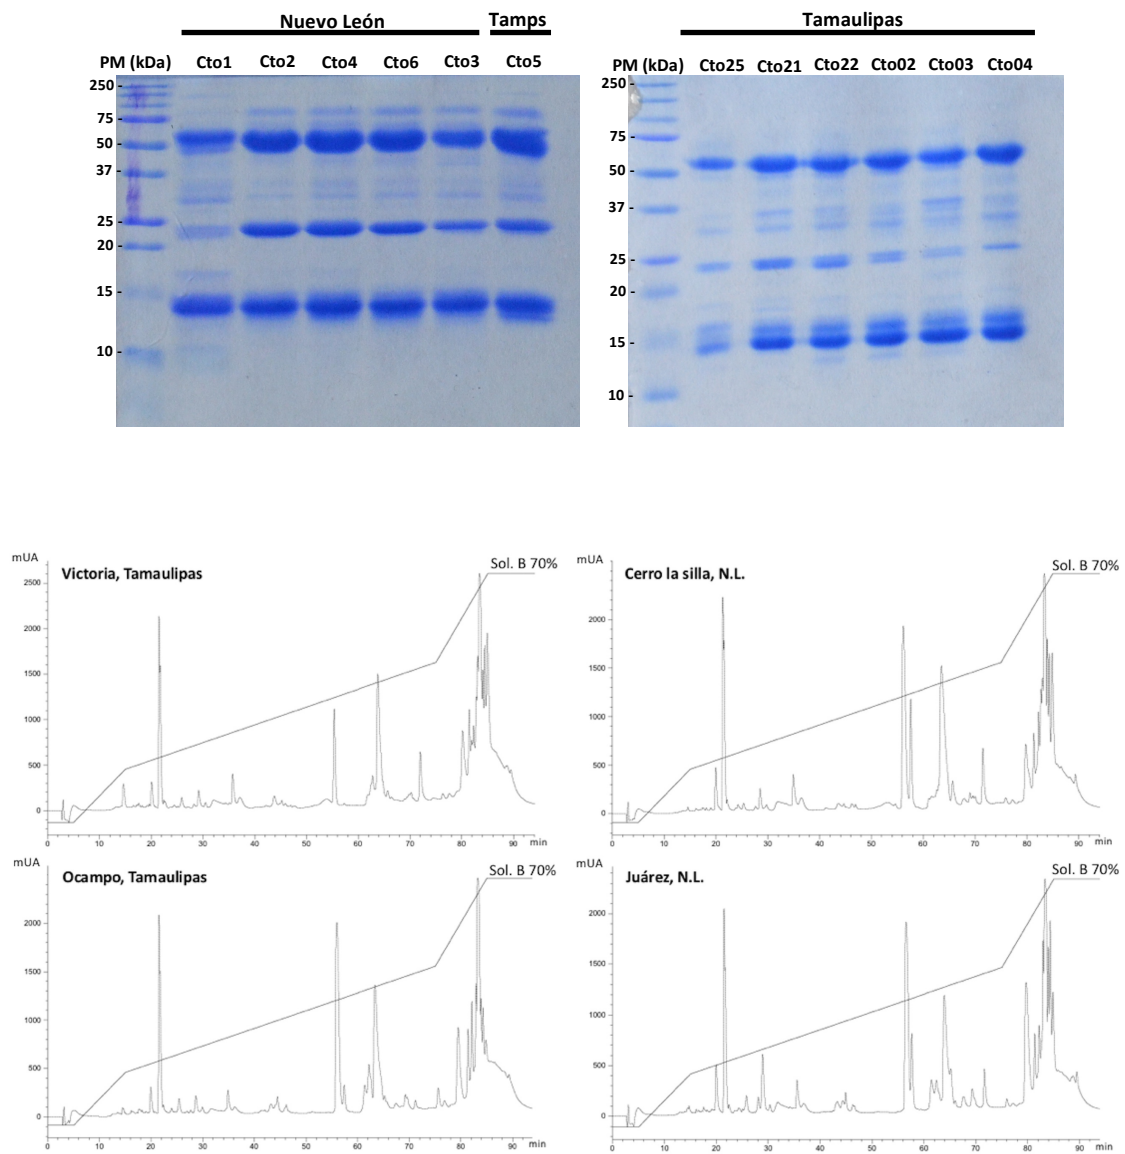 Nuevo León Tamps
PM (kDa) Cto1 Cto2 Cto4 Cto6 Cto3 Cto5
250 -
75 -
50 -
37 -
25 -
20 -
15 -
10 -
Tamaulipas
PM (kDa) Cto25 Cto21 Cto22 Cto02 Cto03 Cto04
250 -
75 -
50 -
37 -
25 -
20 -
15 -
10 -
mUA
Victoria, Tamaulipas
Sol. B 70%
2500
2000
1500
1000
500
0
0 10 20 30 40 50 60 70 80 90 min
mUA
Cerro la silla, N.L.
Sol. B 70%
2000
1500
1000
500
0
0 10 20 30 40 50 60 70 80 90 min
mUA
Ocampo, Tamaulipas
Sol. B 70%
2000
1500
1000
500
0
0 10 20 30 40 50 60 70 80 90 min
mUA
Juárez, N.L.
Sol. B 70%
2000
1500
1000
500
0
0 10 20 30 40 50 60 70 80 90 min